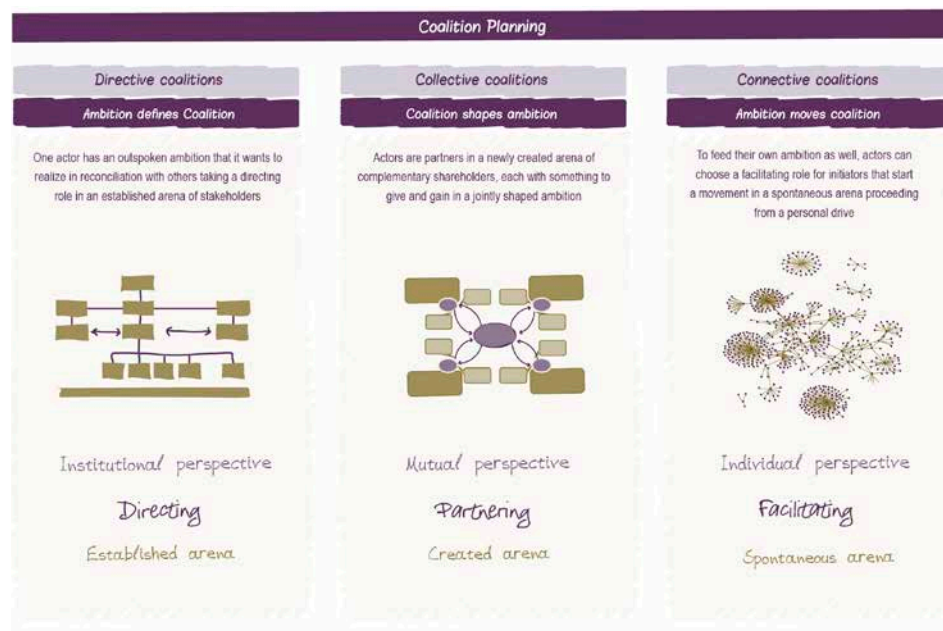 Coalition Planning
Directive coalitions
Ambition defines Coalition
One actor has an outspoken ambition that it wants to
realize in reconciliation with others taking a directing
role in an established arena of stakeholders
Institutional perspective
Directing
Established arena
Collective coalitions
Coalition shapes ambition
Actors are partners in a newly created arena of
complementary shareholders, each with something to
give and gain in a jointly shaped ambition
Mutual perspective
Partnering
Created arena
Connective coalitions
Ambition moves coalition
To feed their own ambition as well, actors can
choose a facilitating role for initiators that start
a movement in a spontaneous arena proceeding
from a personal drive
Individual perspective
Facilitating
Spontaneous arena